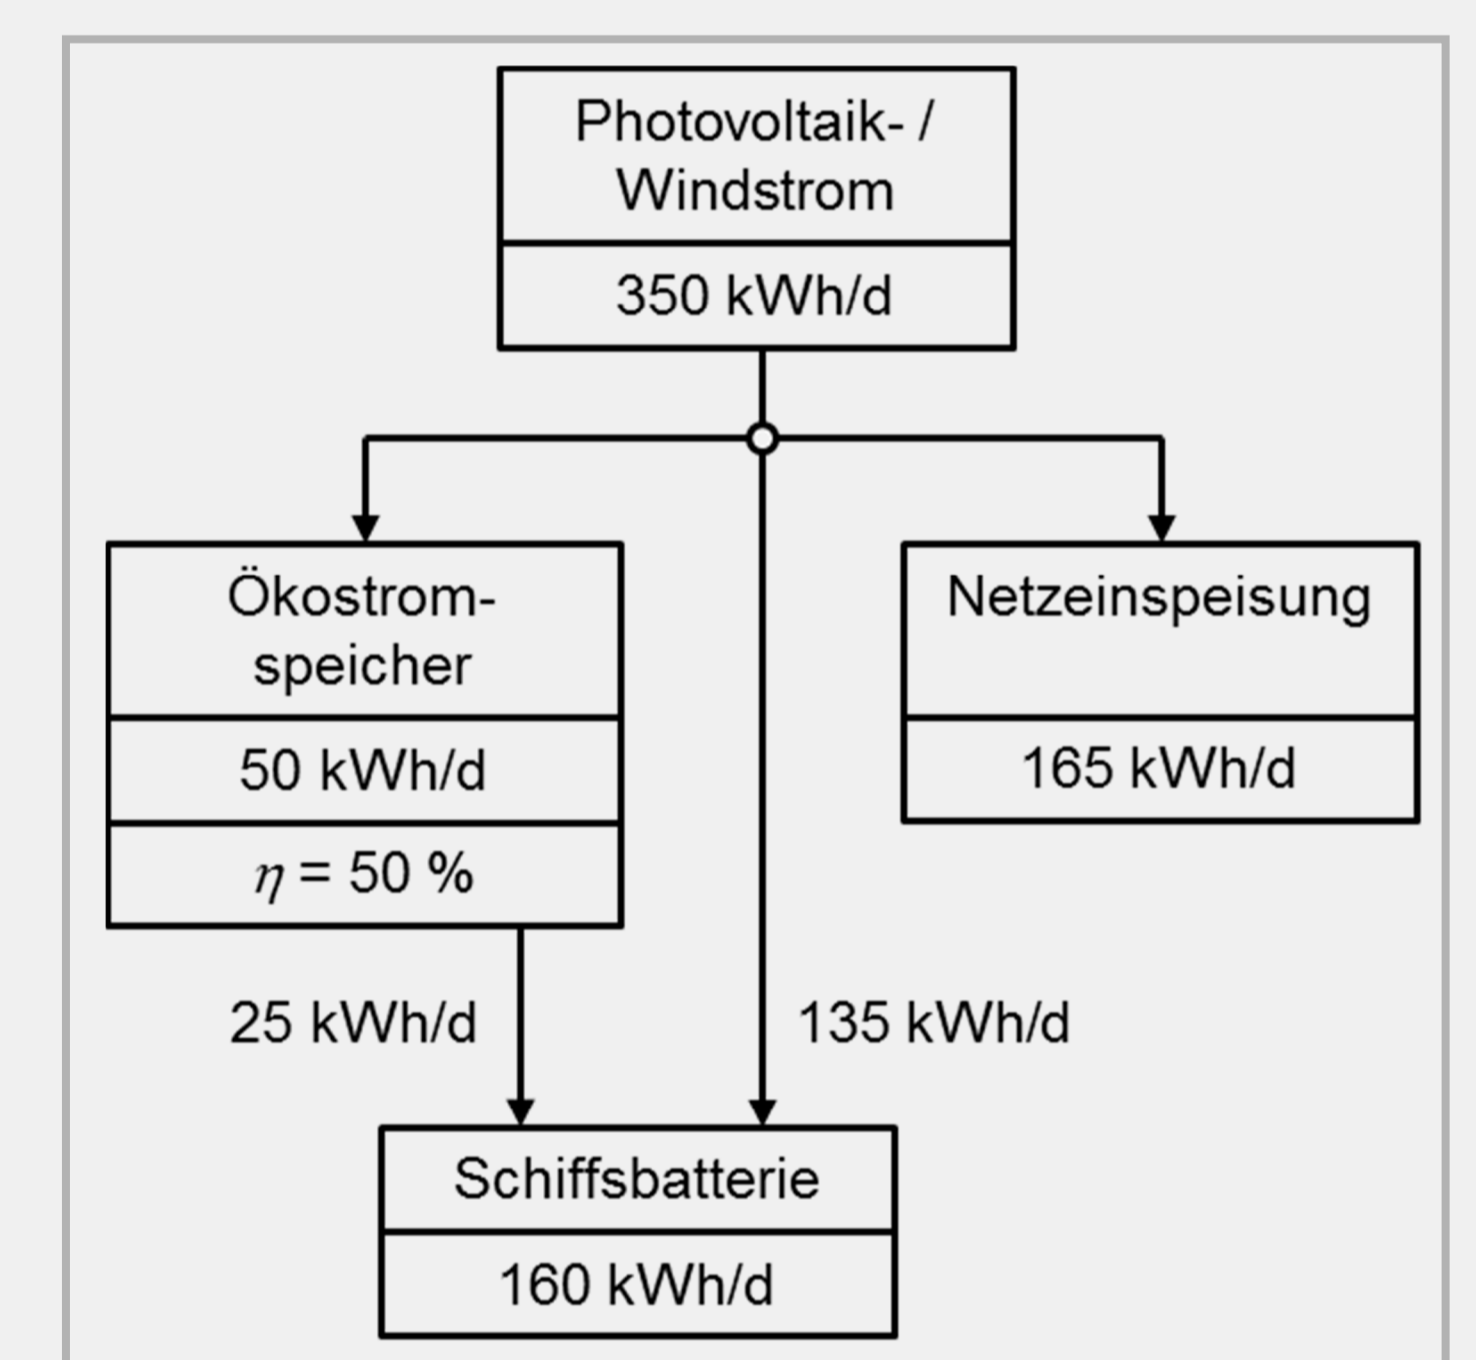 Photovoltaik- /
Windstrom
350 kWh/d
Ökostrom-
speicher
50 kWh/d
η = 50 %
Netzeinspeisung
165 kWh/d
25 kWh/d
135 kWh/d
Schiffsbatterie
160 kWh/d